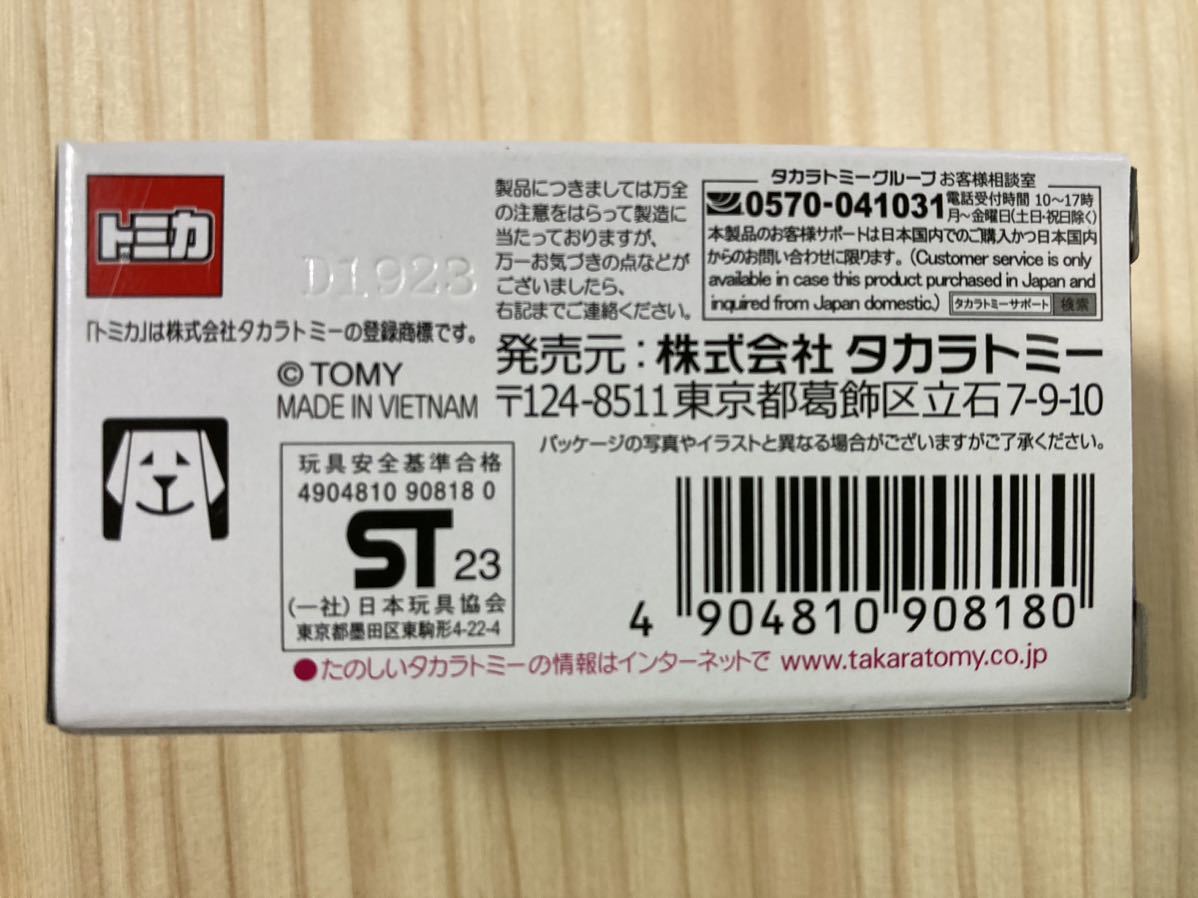 トミカ
D1923
「トミカ」は株式会社タカラトミーの登録商標です。
© TOMY
MADE IN VIETNAM
製品につきましては万全
の注意をはらって製造に
当たっておりますが、
万一お気づきの点などが
ございましたら、
右記までご連絡ください。
タカラトミーグループ お客様相談室
0570-041031 電話受付時間 10〜17時
月〜金曜日(土日・祝日除く)
本製品のお客様サポートは日本国内でのご購入かつ日本国内
からのお問い合わせに限ります。(Customer service is only
available in case this product purchased in Japan and
inquired from Japan domestic.) タカラトミーサポート 検索
発売元：株式会社 タカラトミー
〒124-8511 東京都葛飾区立石7-9-10
パッケージの写真やイラストと異なる場合がございますがご了承ください。
玩具安全基準合格
4904810 90818 0
ST 23
(一社)日本玩具協会
東京都墨田区東駒形4-22-4
4 904810 908180
●たのしいタカラトミーの情報はインターネットで www.takaratomy.co.jp